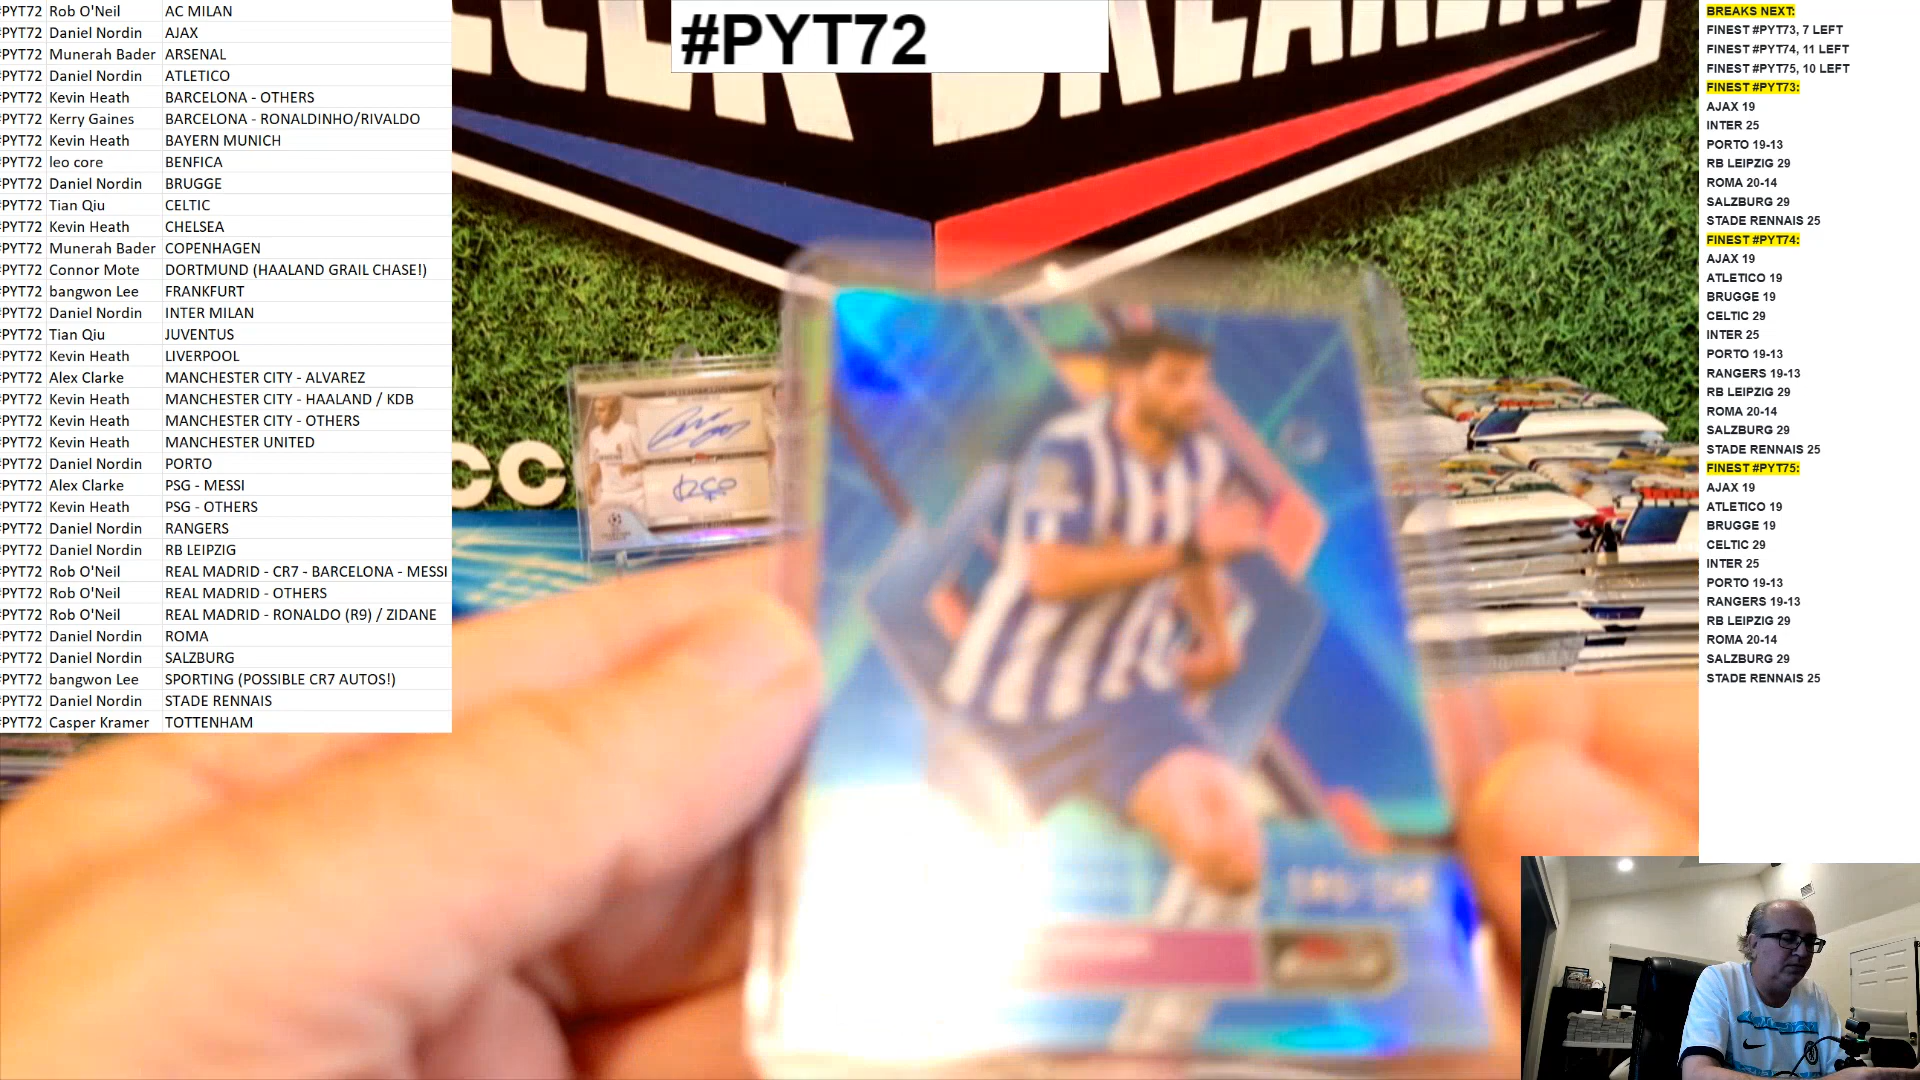 #PYT72
#PYT72 Rob O'Neil AC MILAN
#PYT72 Daniel Nordin AJAX
#PYT72 Munerah Bader ARSENAL
#PYT72 Daniel Nordin ATLETICO
#PYT72 Kevin Heath BARCELONA - OTHERS
#PYT72 Kerry Gaines BARCELONA - RONALDINHO/RIVALDO
#PYT72 Kevin Heath BAYERN MUNICH
#PYT72 leo core BENFICA
#PYT72 Daniel Nordin BRUGGE
#PYT72 Tian Qiu CELTIC
#PYT72 Kevin Heath CHELSEA
#PYT72 Munerah Bader COPENHAGEN
#PYT72 Connor Mote DORTMUND (HAALAND GRAIL CHASE!)
#PYT72 bangwon Lee FRANKFURT
#PYT72 Daniel Nordin INTER MILAN
#PYT72 Tian Qiu JUVENTUS
#PYT72 Kevin Heath LIVERPOOL
#PYT72 Alex Clarke MANCHESTER CITY - ALVAREZ
#PYT72 Kevin Heath MANCHESTER CITY - HAALAND / KDB
#PYT72 Kevin Heath MANCHESTER CITY - OTHERS
#PYT72 Kevin Heath MANCHESTER UNITED
#PYT72 Daniel Nordin PORTO
#PYT72 Alex Clarke PSG - MESSI
#PYT72 Kevin Heath PSG - OTHERS
#PYT72 Daniel Nordin RANGERS
#PYT72 Daniel Nordin RB LEIPZIG
#PYT72 Rob O'Neil REAL MADRID - CR7 - BARCELONA - MESSI
#PYT72 Rob O'Neil REAL MADRID - OTHERS
#PYT72 Rob O'Neil REAL MADRID - RONALDO (R9) / ZIDANE
#PYT72 Daniel Nordin ROMA
#PYT72 Daniel Nordin SALZBURG
#PYT72 bangwon Lee SPORTING (POSSIBLE CR7 AUTOS!)
#PYT72 Daniel Nordin STADE RENNAIS
#PYT72 Casper Kramer TOTTENHAM
BREAKS NEXT:
FINEST #PYT73, 7 LEFT
FINEST #PYT74, 11 LEFT
FINEST #PYT75, 10 LEFT
FINEST #PYT73:
AJAX 19
INTER 25
PORTO 19-13
RB LEIPZIG 29
ROMA 20-14
SALZBURG 29
STADE RENNAIS 25
FINEST #PYT74:
AJAX 19
ATLETICO 19
BRUGGE 19
CELTIC 29
INTER 25
PORTO 19-13
RANGERS 19-13
RB LEIPZIG 29
ROMA 20-14
SALZBURG 29
STADE RENNAIS 25
FINEST #PYT75:
AJAX 19
ATLETICO 19
BRUGGE 19
CELTIC 29
INTER 25
PORTO 19-13
RANGERS 19-13
RB LEIPZIG 29
ROMA 20-14
SALZBURG 29
STADE RENNAIS 25